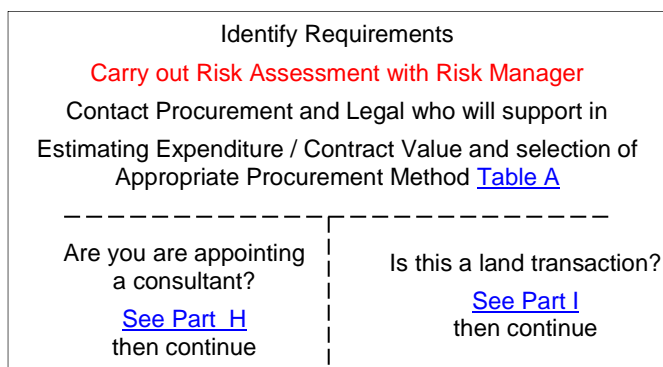 Identify Requirements
Carry out Risk Assessment with Risk Manager
Contact Procurement and Legal who will support in
Estimating Expenditure / Contract Value and selection of
Appropriate Procurement Method Table A
Are you are appointing
a consultant?
See Part H
then continue
Is this a land transaction?
See Part I
then continue